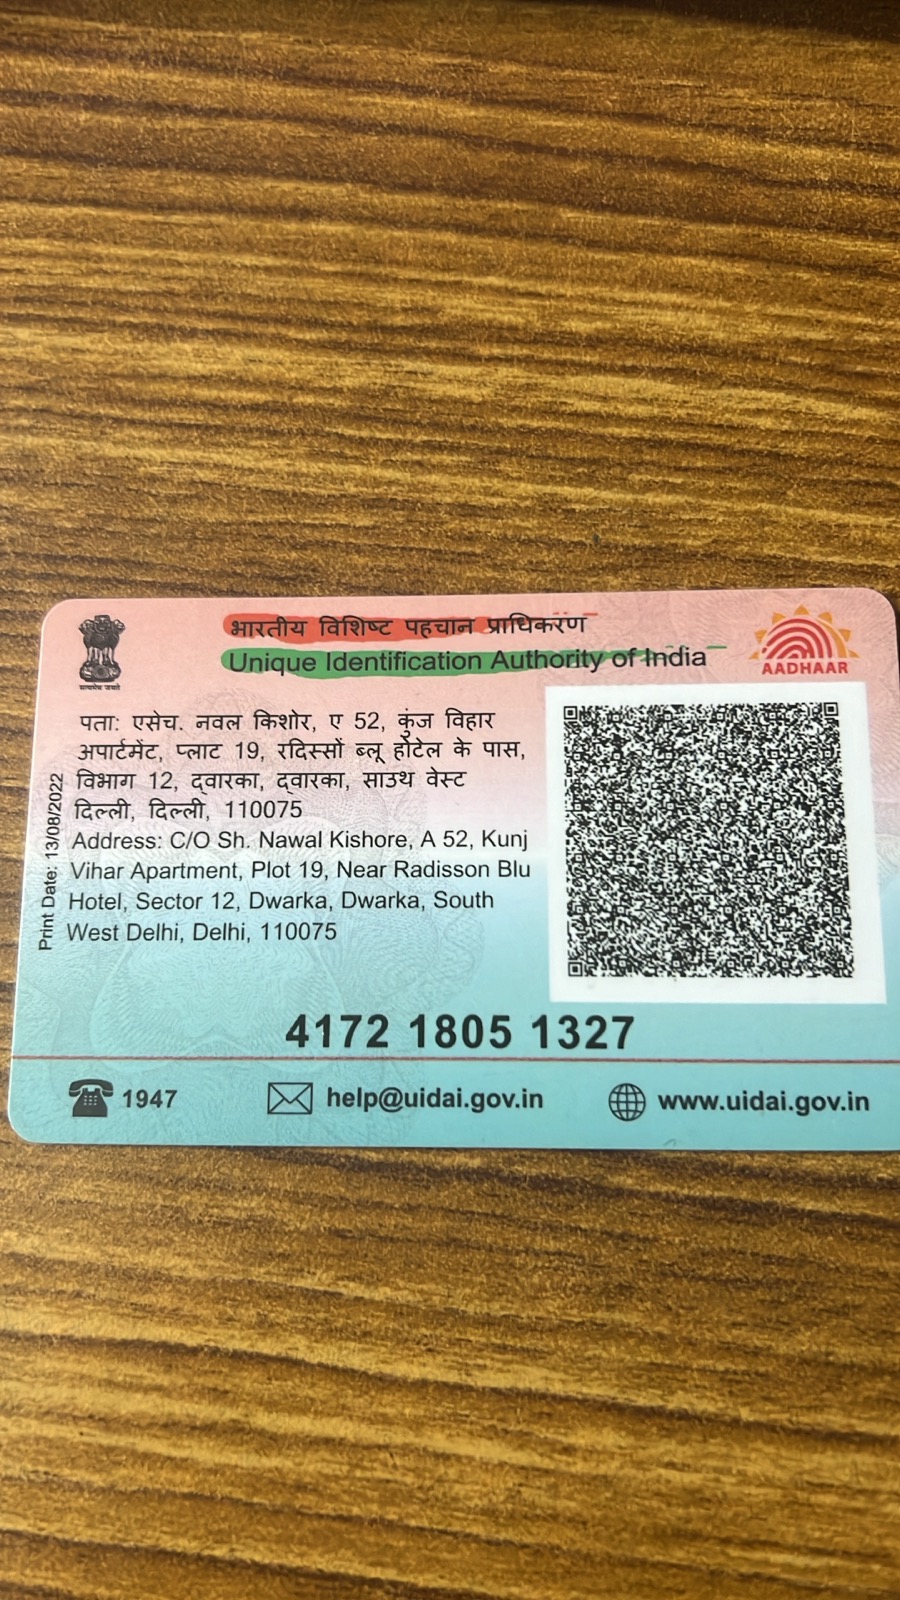 भारतीय विशिष्ट पहचान प्राधिकरण
Unique Identification Authority of India
सत्यमेव जयते
AADHAAR
पता: एसेच. नवल किशोर, ए 52, कुंज विहार
अपार्टमेंट, प्लाट 19, रदिस्सों ब्लू होटेल के पास,
विभाग 12, द्वारका, द्वारका, साउथ वेस्ट
दिल्ली, दिल्ली, 110075
Address: C/O Sh. Nawal Kishore, A 52, Kunj
Vihar Apartment, Plot 19, Near Radisson Blu
Hotel, Sector 12, Dwarka, Dwarka, South
West Delhi, Delhi, 110075
Print Date: 13/08/2022
4172 1805 1327
1947
help@uidai.gov.in
www.uidai.gov.in